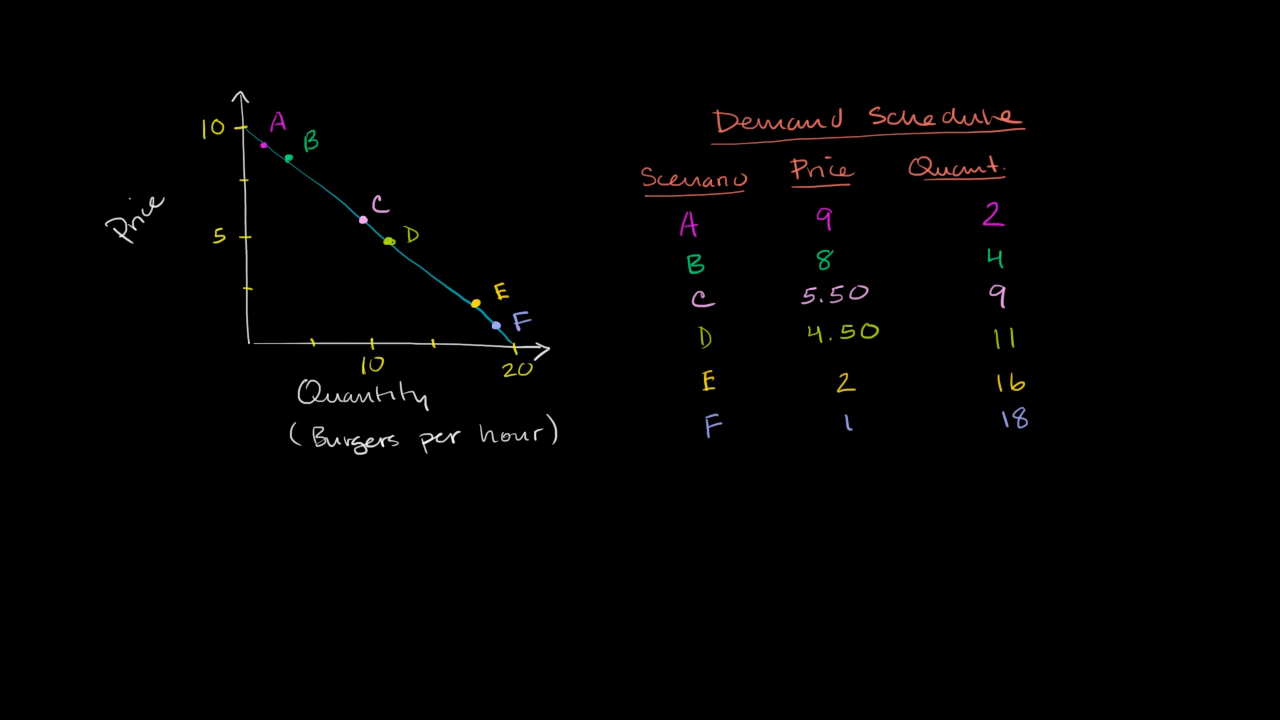 Demand Schedule
Scenario Price Quant.
A 9 2
B 8 4
C 5.50 9
D 4.50 11
E 2 16
F 1 18
Price
10
5
A
B
C
D
E
F
10
20
Quantity
(Burgers per hour)